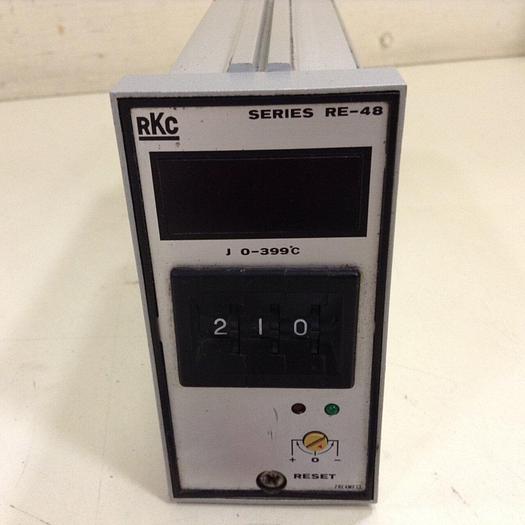 RKC
SERIES RE-48
J 0-399°C
2 1 0
+ 0 -
RESET